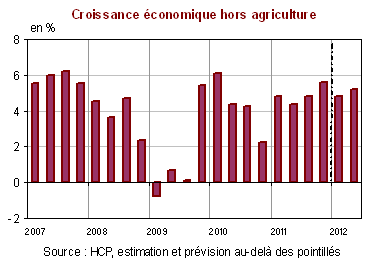 Croissance économique hors agriculture
en %
8
6
4
2
0
-2
2007 2008 2009 2010 2011 2012
Source : HCP, estimation et prévision au-delà des pointillés